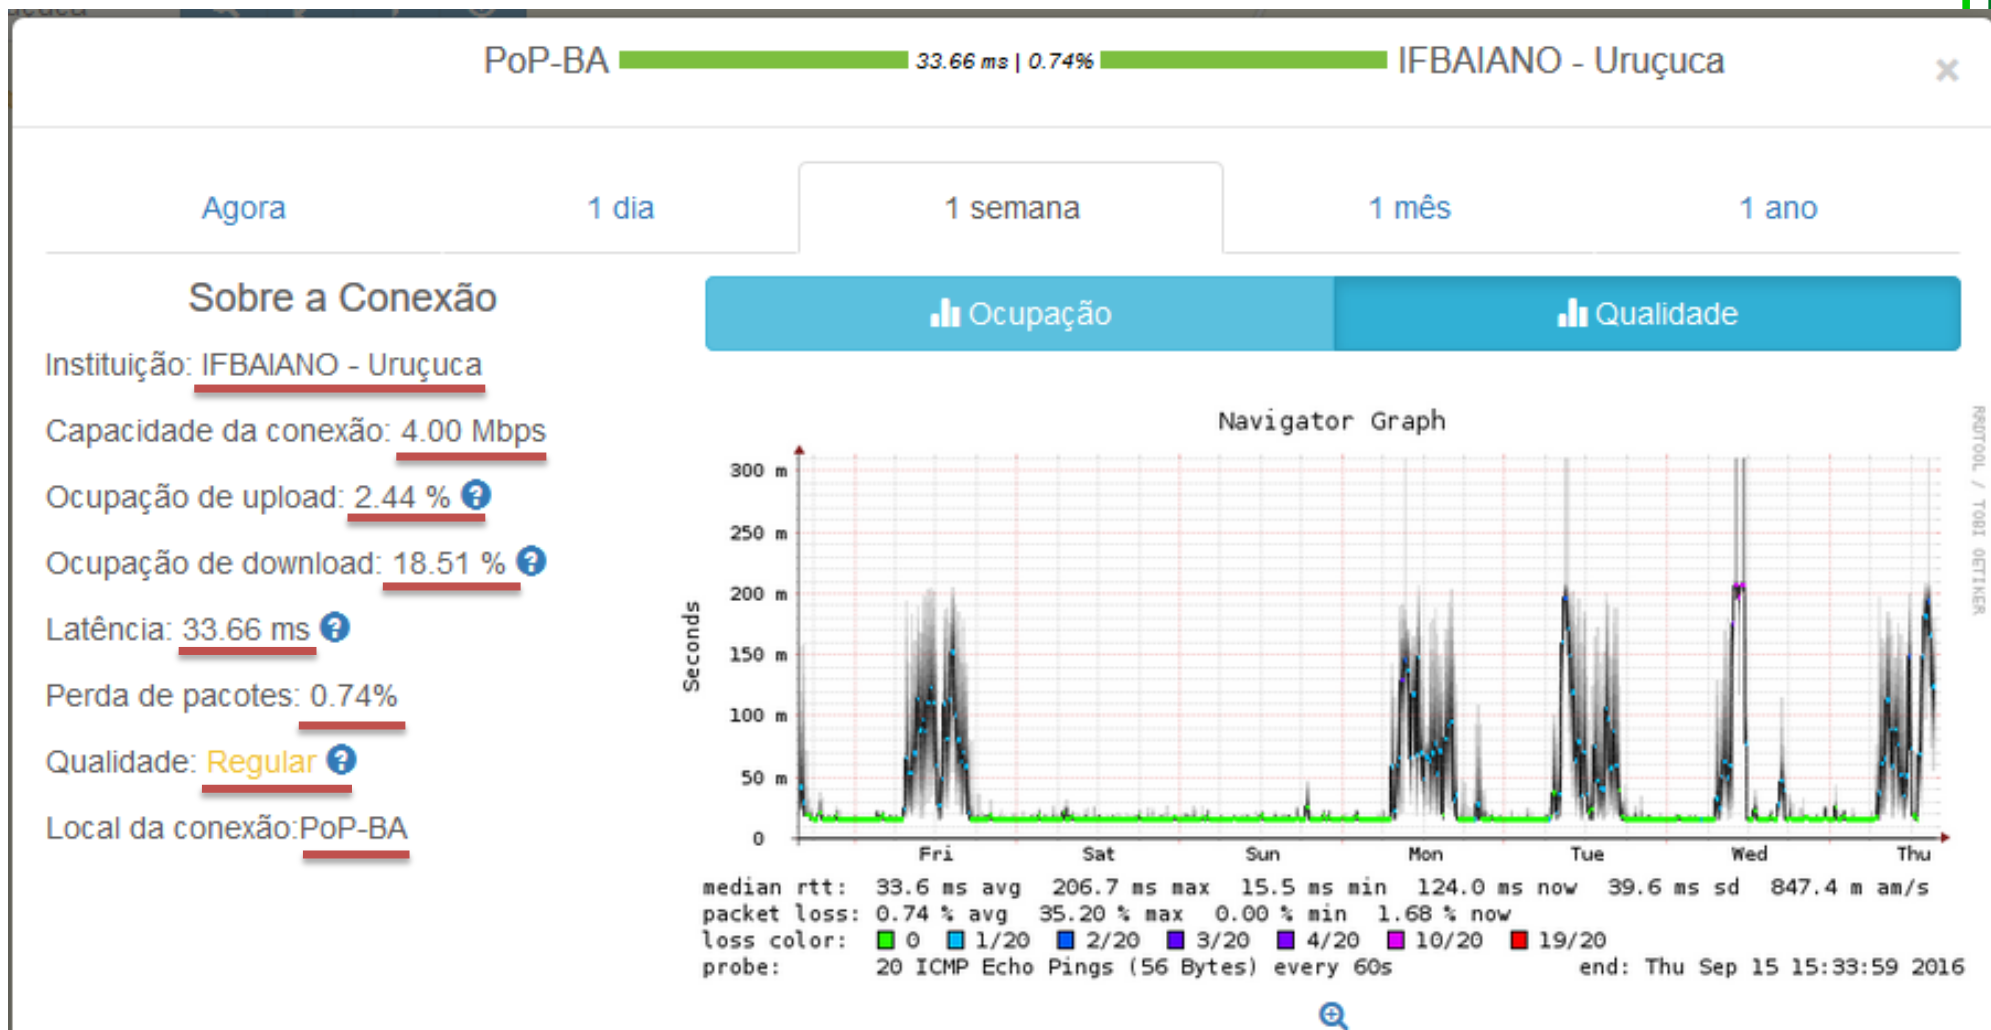 PoP-BA 33.66 ms | 0.74% IFBAIANO - Uruçuca ×
Agora 1 dia 1 semana 1 mês 1 ano
Sobre a Conexão
Instituição: IFBAIANO - Uruçuca
Capacidade da conexão: 4.00 Mbps
Ocupação de upload: 2.44 % ?
Ocupação de download: 18.51 % ?
Latência: 33.66 ms ?
Perda de pacotes: 0.74%
Qualidade: Regular ?
Local da conexão:PoP-BA
Ocupação Qualidade
Navigator Graph
RRDTOOL / TOBI OETIKER
Seconds
300 m
250 m
200 m
150 m
100 m
50 m
0
Fri Sat Sun Mon Tue Wed Thu
median rtt: 33.6 ms avg 206.7 ms max 15.5 ms min 124.0 ms now 39.6 ms sd 847.4 m am/s
packet loss: 0.74 % avg 35.20 % max 0.00 % min 1.68 % now
loss color: 0 1/20 2/20 3/20 4/20 10/20 19/20
probe: 20 ICMP Echo Pings (56 Bytes) every 60s end: Thu Sep 15 15:33:59 2016